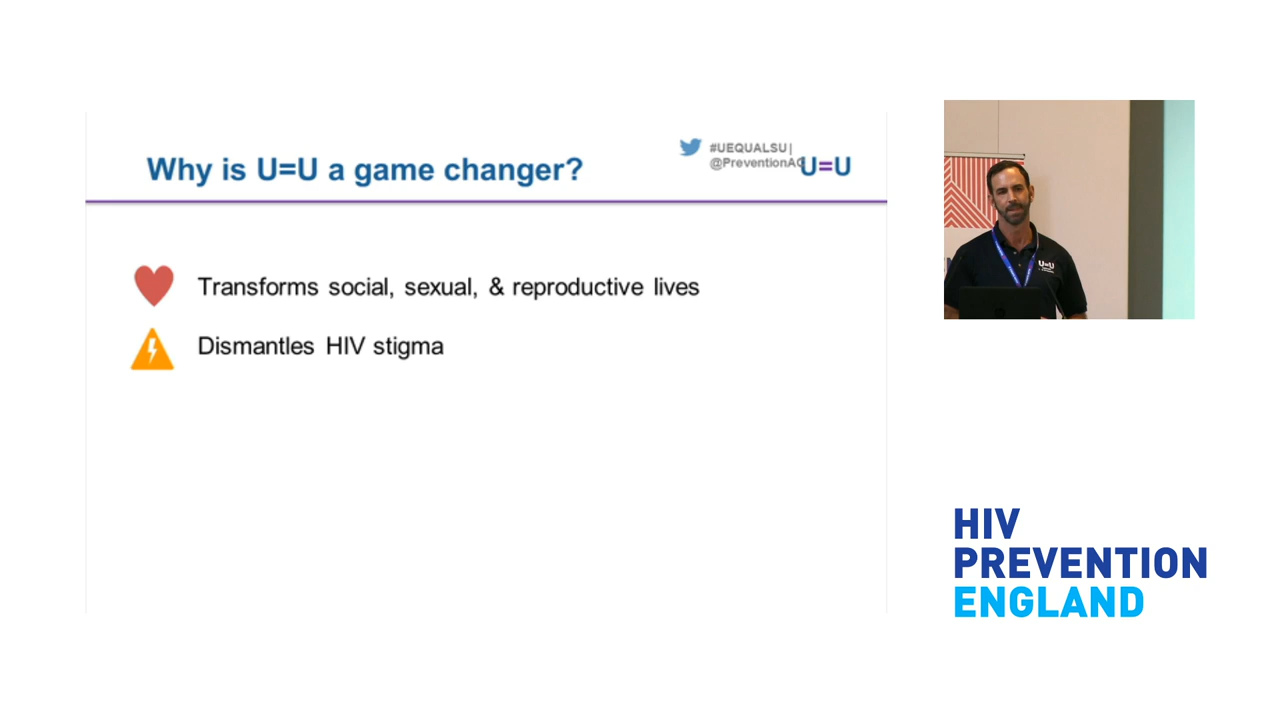 Why is U=U a game changer?
#UEQUALSU|
@PreventionAC
U=U
Transforms social, sexual, & reproductive lives
Dismantles HIV stigma
U=U
HIV
PREVENTION
ENGLAND